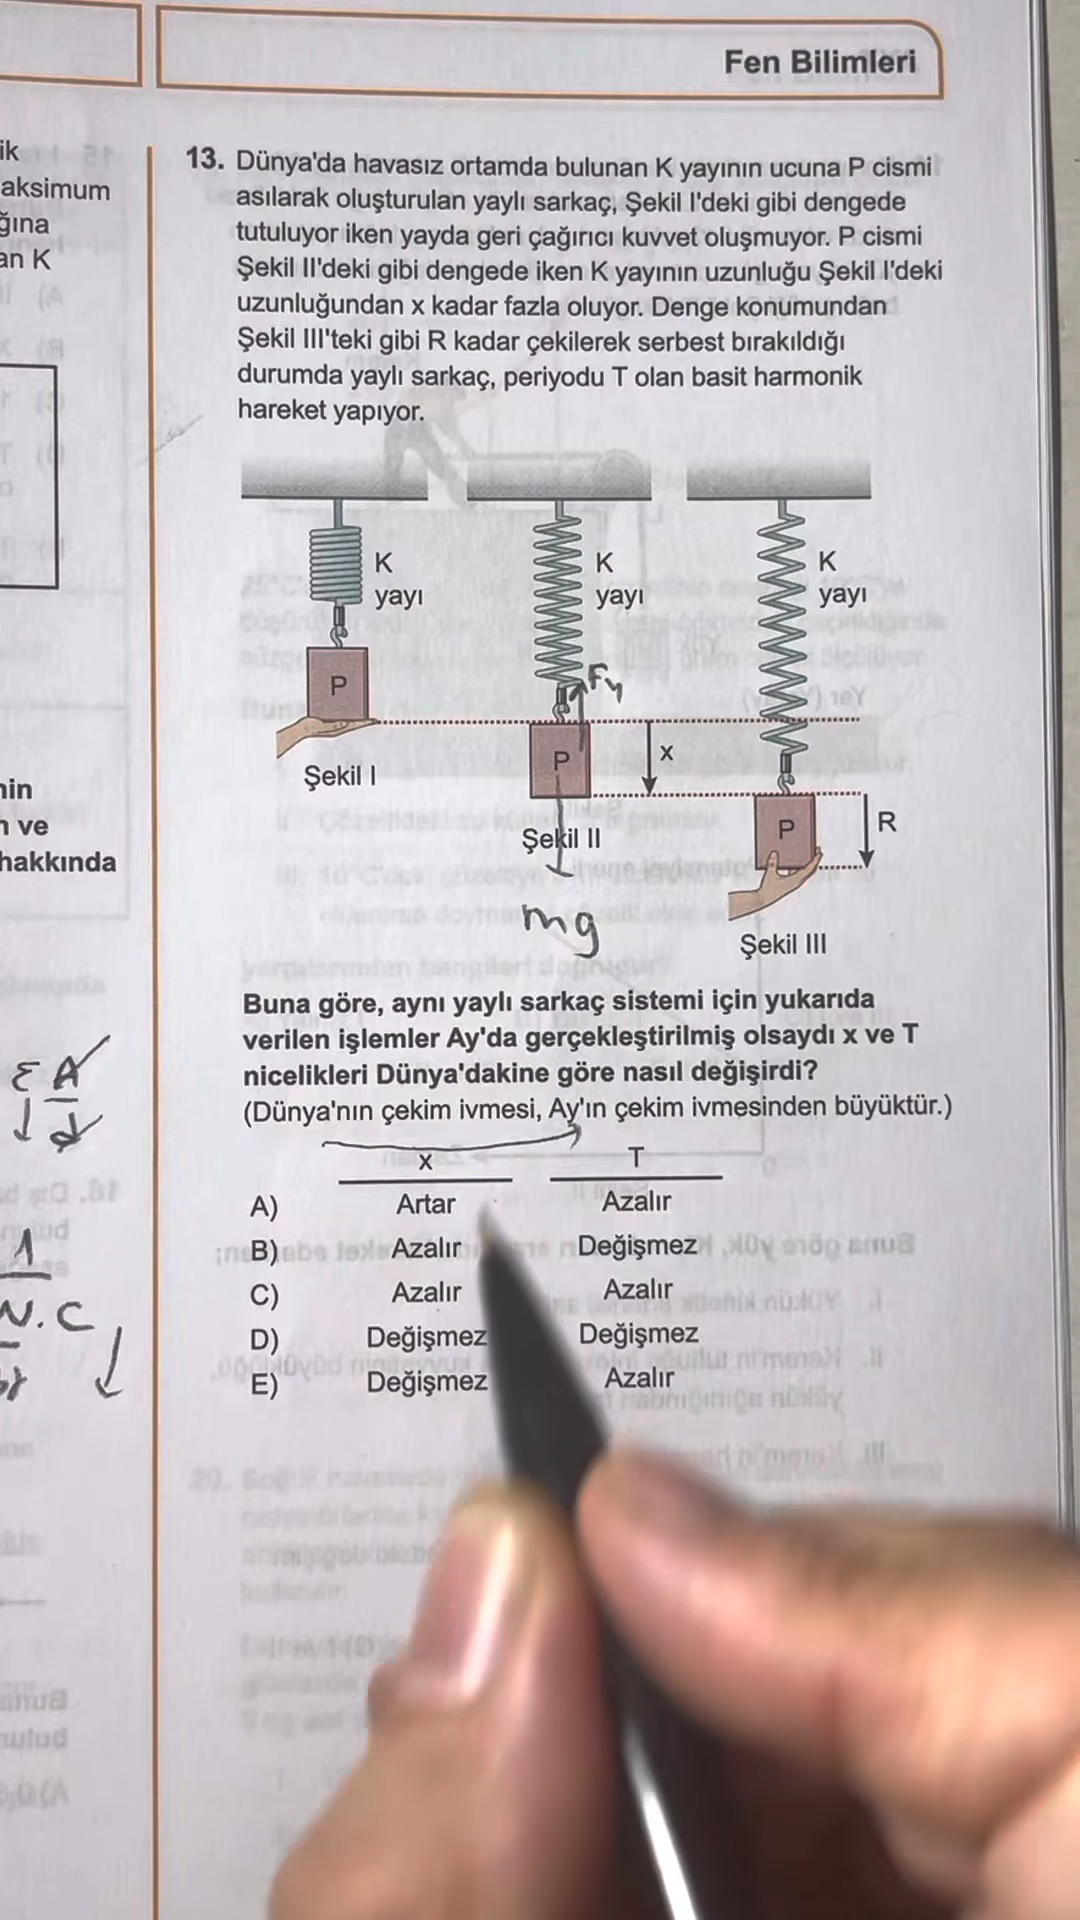 Fen Bilimleri
ik
aksimum
ğına
an K
nin
n ve
hakkında
ε A
d
1
N.C
13. Dünya'da havasız ortamda bulunan K yayının ucuna P cismi
asılarak oluşturulan yaylı sarkaç, Şekil I'deki gibi dengede
tutuluyor iken yayda geri çağırıcı kuvvet oluşmuyor. P cismi
Şekil II'deki gibi dengede iken K yayının uzunluğu Şekil I'deki
uzunluğundan x kadar fazla oluyor. Denge konumundan
Şekil III'teki gibi R kadar çekilerek serbest bırakıldığı
durumda yaylı sarkaç, periyodu T olan basit harmonik
hareket yapıyor.
K
yayı
P
Şekil I
K
yayı
Fy
P
x
Şekil II
mg
K
yayı
P
R
Şekil III
Buna göre, aynı yaylı sarkaç sistemi için yukarıda
verilen işlemler Ay'da gerçekleştirilmiş olsaydı x ve T
nicelikleri Dünya'dakine göre nasıl değişirdi?
(Dünya'nın çekim ivmesi, Ay'ın çekim ivmesinden büyüktür.)
x T
A) Artar Azalır
B) Azalır Değişmez
C) Azalır Azalır
D) Değişmez Değişmez
E) Değişmez Azalır